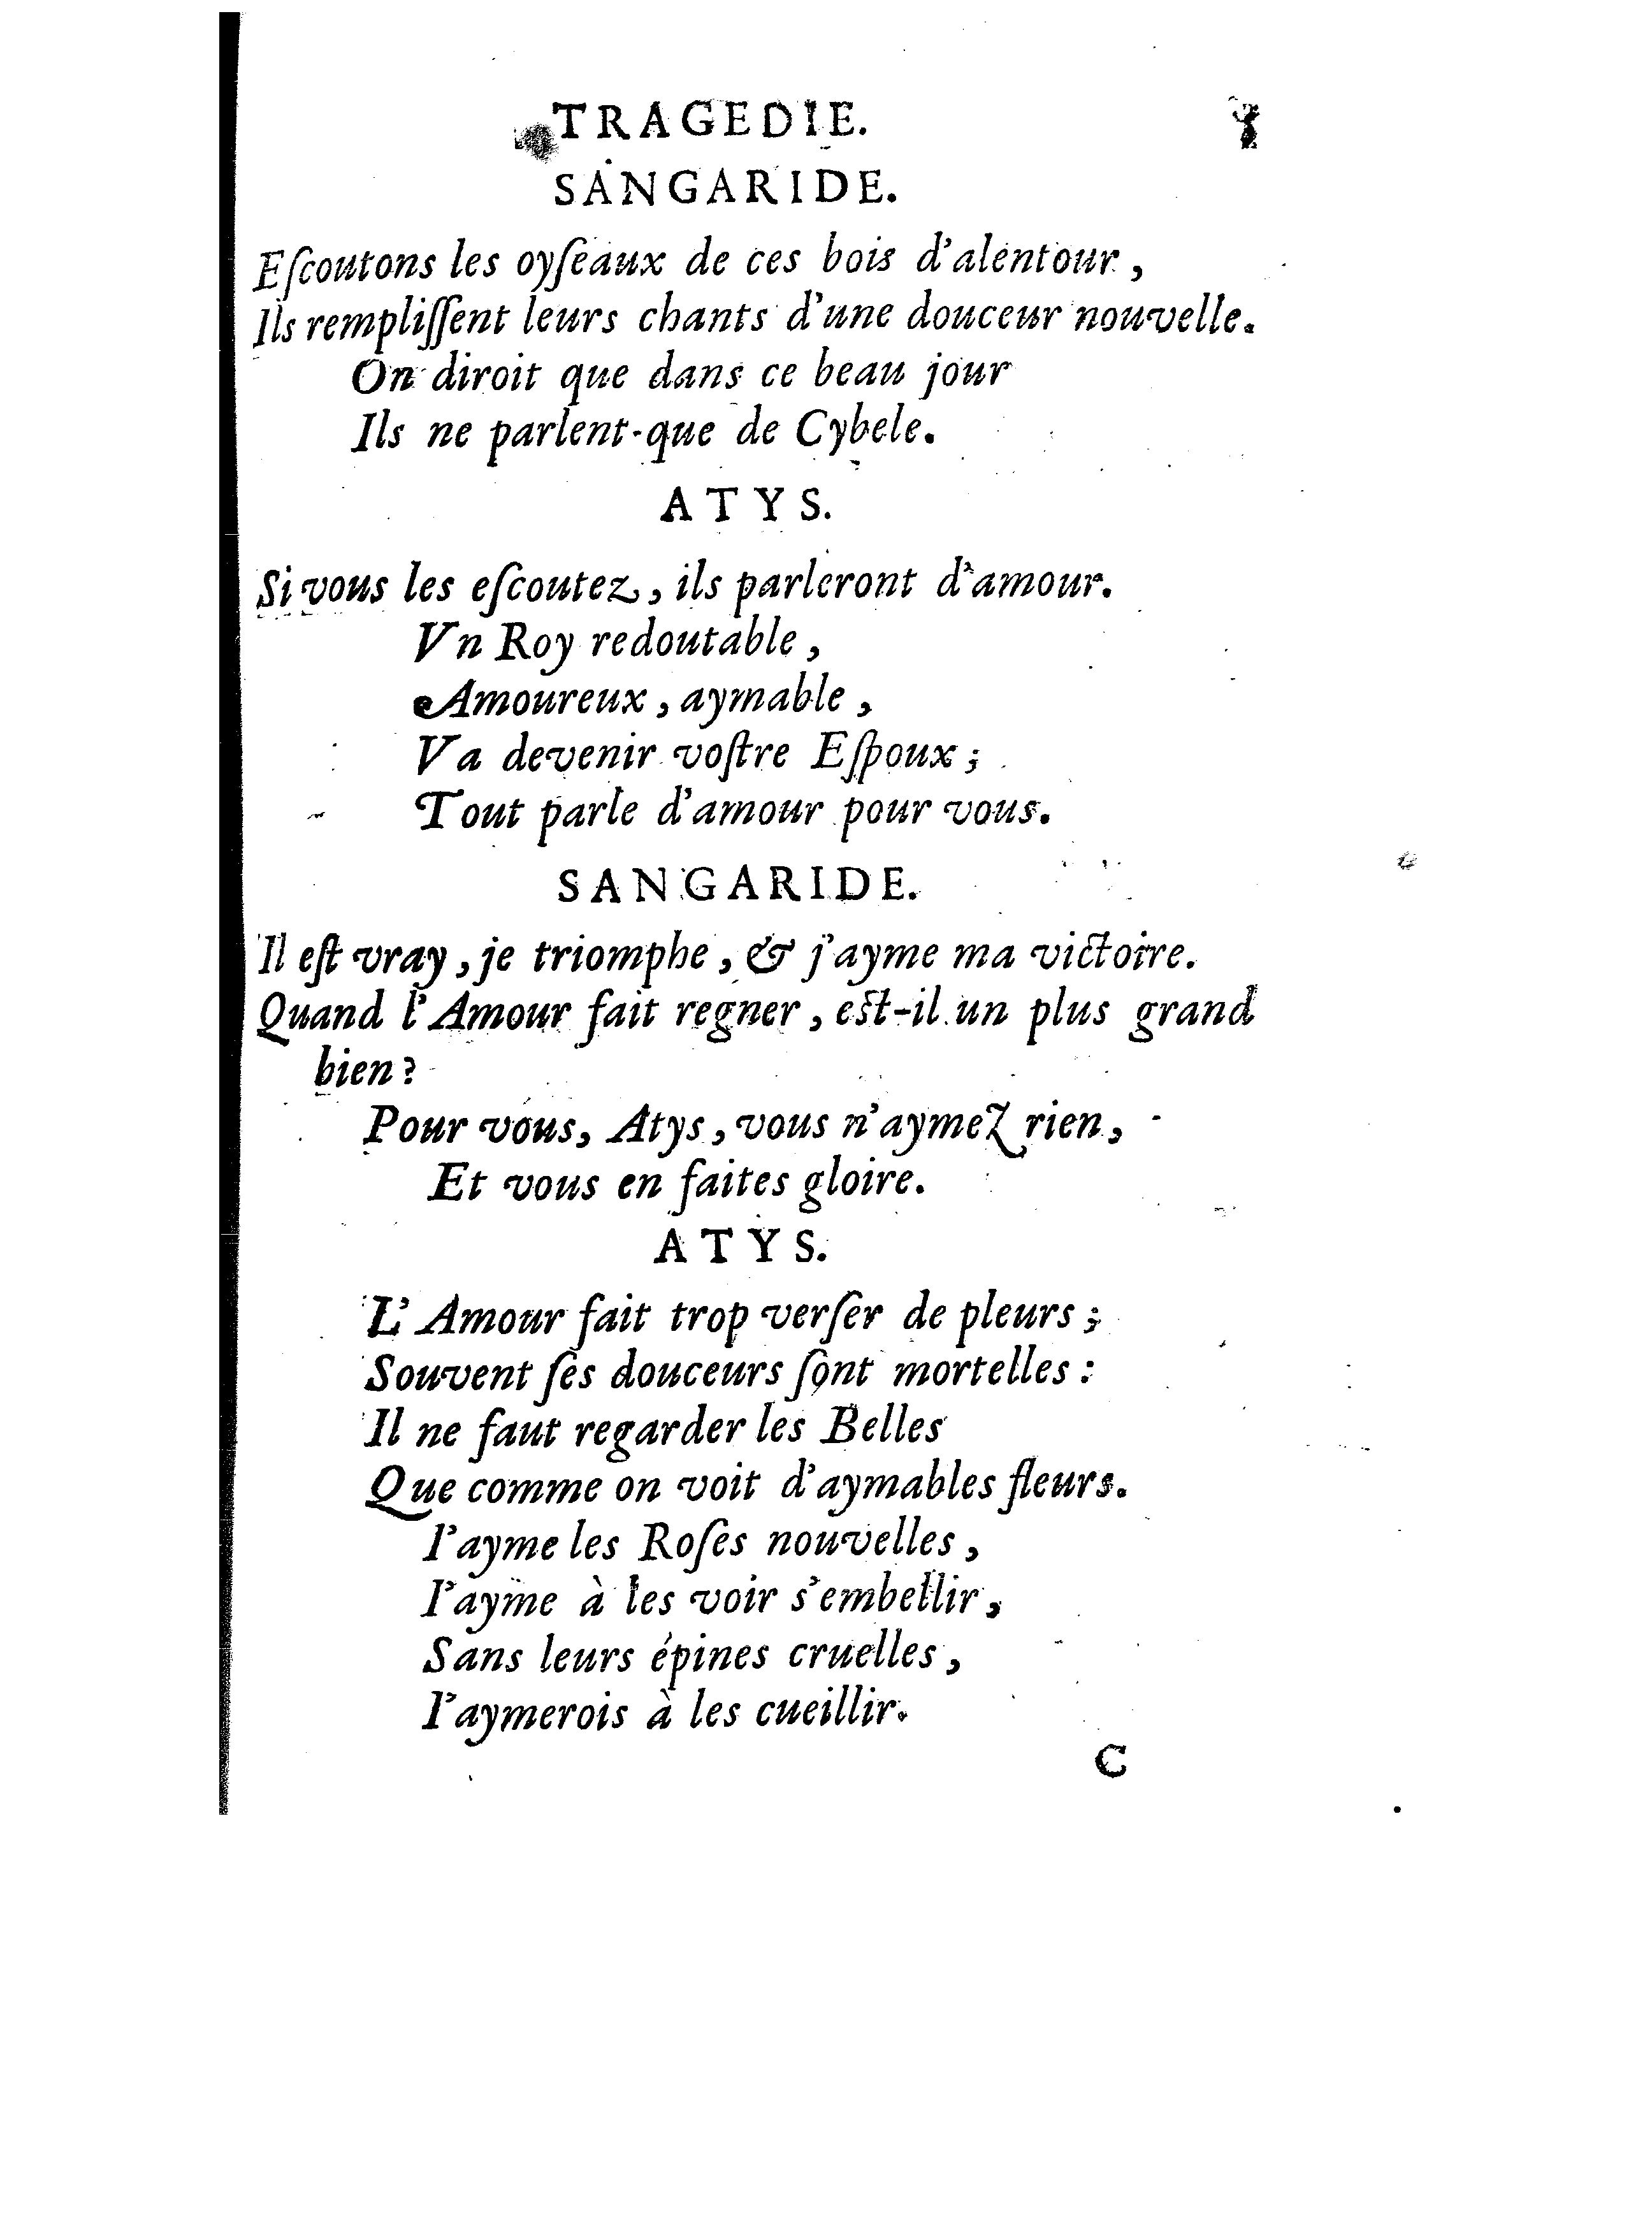 TRAGEDIE.
SANGARIDE.
Eſcoutons les oyſeaux de ces bois d'alentour,
Ils rempliſſent leurs chants d'une douceur nouvelle.
On diroit que dans ce beau jour
Ils ne parlent que de Cybele.
ATYS.
Si vous les eſcoutez, ils parleront d'amour.
Vn Roy redoutable,
Amoureux, aymable,
Va devenir voſtre Eſpoux;
Tout parle d'amour pour vous.
SANGARIDE.
Il eſt vray, je triomphe, & j'ayme ma victoire.
Quand l'Amour fait regner, eſt-il un plus grand
bien?
Pour vous, Atys, vous n'aymez rien,
Et vous en faites gloire.
ATYS.
L'Amour fait trop verſer de pleurs;
Souvent ſes douceurs ſont mortelles:
Il ne faut regarder les Belles
Que comme on voit d'aymables fleurs.
I'ayme les Roſes nouvelles,
I'ayme à les voir s'embellir,
Sans leurs épines cruelles,
I'aymerois à les cueillir.
C